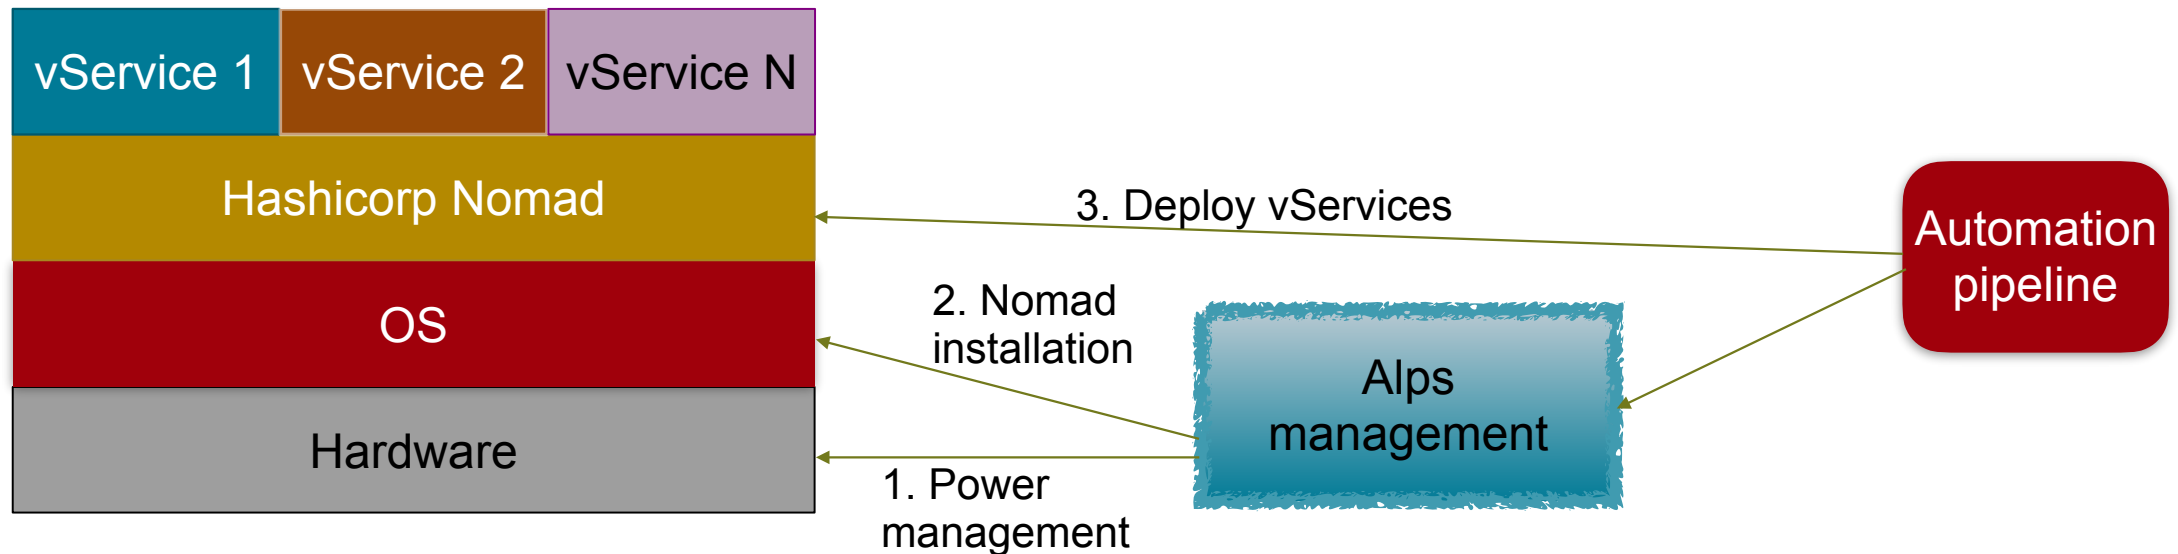 vService 1
vService 2
vService N
Hashicorp Nomad
OS
Hardware
3. Deploy vServices
2. Nomad
installation
1. Power
management
Alps
management
Automation
pipeline